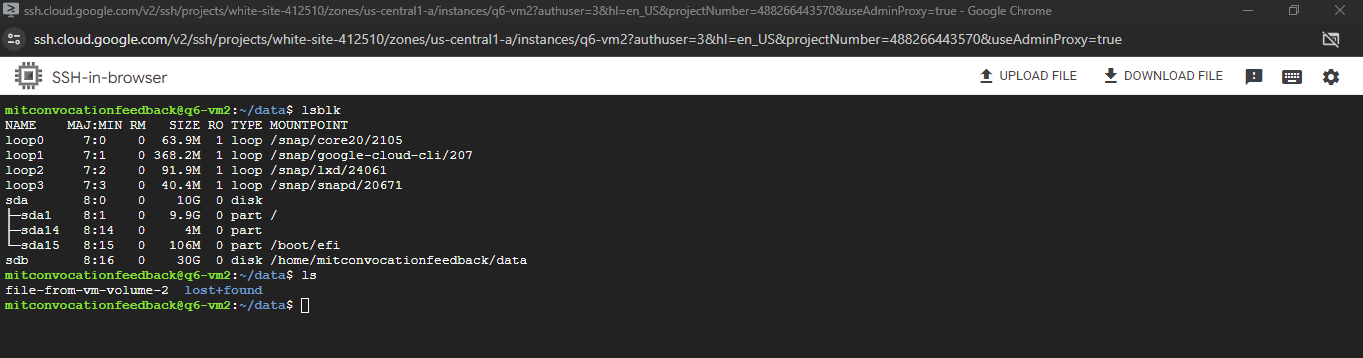 ssh.cloud.google.com/v2/ssh/projects/white-site-412510/zones/us-central1-a/instances/q6-vm2?authuser=3&hl=en_US&projectNumber=488266443570&useAdminProxy=true - Google Chrome
ssh.cloud.google.com/v2/ssh/projects/white-site-412510/zones/us-central1-a/instances/q6-vm2?authuser=3&hl=en_US&projectNumber=488266443570&useAdminProxy=true
SSH-in-browser UPLOAD FILE DOWNLOAD FILE
mitconvocationfeedback@q6-vm2:~/data$ lsblk
NAME MAJ:MIN RM SIZE RO TYPE MOUNTPOINT
loop0 7:0 0 63.9M 1 loop /snap/core20/2105
loop1 7:1 0 368.2M 1 loop /snap/google-cloud-cli/207
loop2 7:2 0 91.9M 1 loop /snap/lxd/24061
loop3 7:3 0 40.4M 1 loop /snap/snapd/20671
sda 8:0 0 10G 0 disk
├─sda1 8:1 0 9.9G 0 part /
├─sda14 8:14 0 4M 0 part
└─sda15 8:15 0 106M 0 part /boot/efi
sdb 8:16 0 30G 0 disk /home/mitconvocationfeedback/data
mitconvocationfeedback@q6-vm2:~/data$ ls
file-from-vm-volume-2 lost+found
mitconvocationfeedback@q6-vm2:~/data$